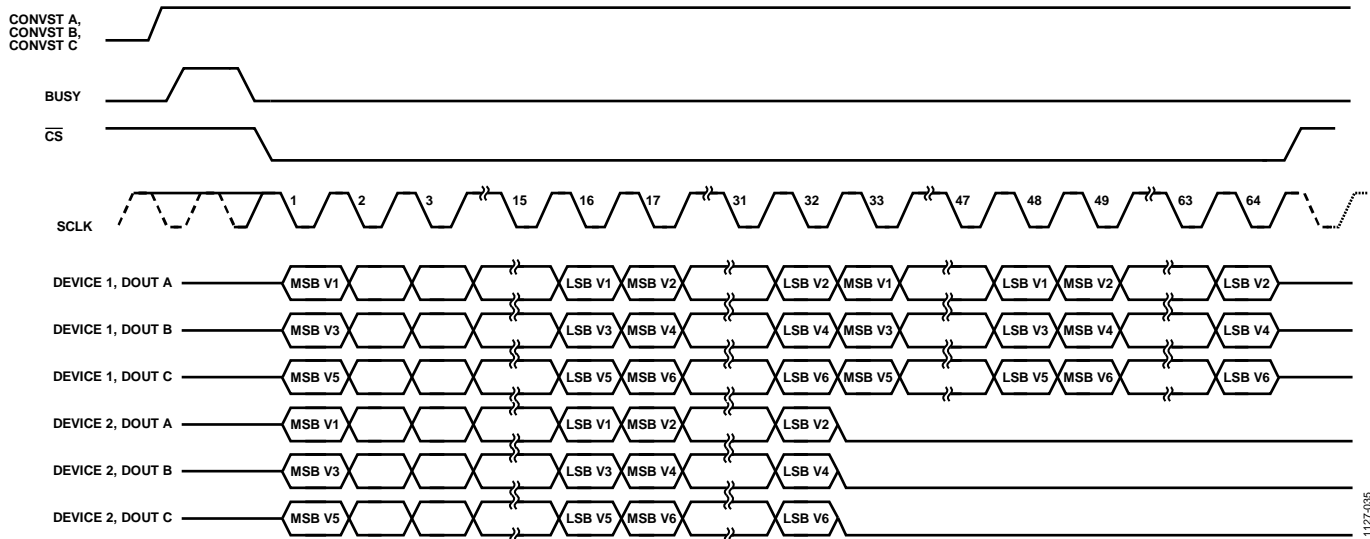 CONVST A,
CONVST B,
CONVST C
BUSY
CS
SCLK
1 2 3 15 16 17 31 32 33 47 48 49 63 64
DEVICE 1, DOUT A MSB V1 LSB V1 MSB V2 LSB V2 MSB V1 LSB V1 MSB V2 LSB V2
DEVICE 1, DOUT B MSB V3 LSB V3 MSB V4 LSB V4 MSB V3 LSB V3 MSB V4 LSB V4
DEVICE 1, DOUT C MSB V5 LSB V5 MSB V6 LSB V6 MSB V5 LSB V5 MSB V6 LSB V6
DEVICE 2, DOUT A MSB V1 LSB V1 MSB V2 LSB V2
DEVICE 2, DOUT B MSB V3 LSB V3 MSB V4 LSB V4
DEVICE 2, DOUT C MSB V5 LSB V5 MSB V6 LSB V6
1127-035